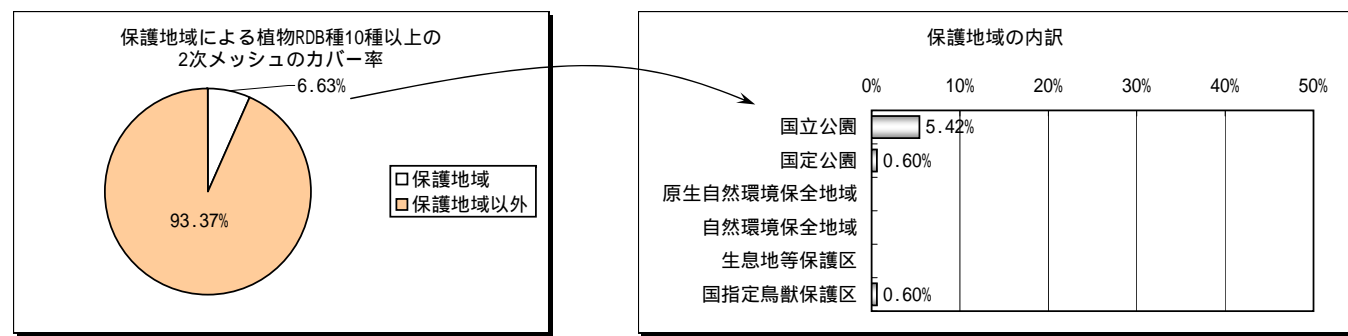 保護地域による植物RDB種10種以上の
2次メッシュのカバー率
6.63%
93.37%
保護地域
保護地域以外
保護地域の内訳
0% 10% 20% 30% 40% 50%
国立公園 5.42%
国定公園 0.60%
原生自然環境保全地域
自然環境保全地域
生息地等保護区
国指定鳥獣保護区 0.60%